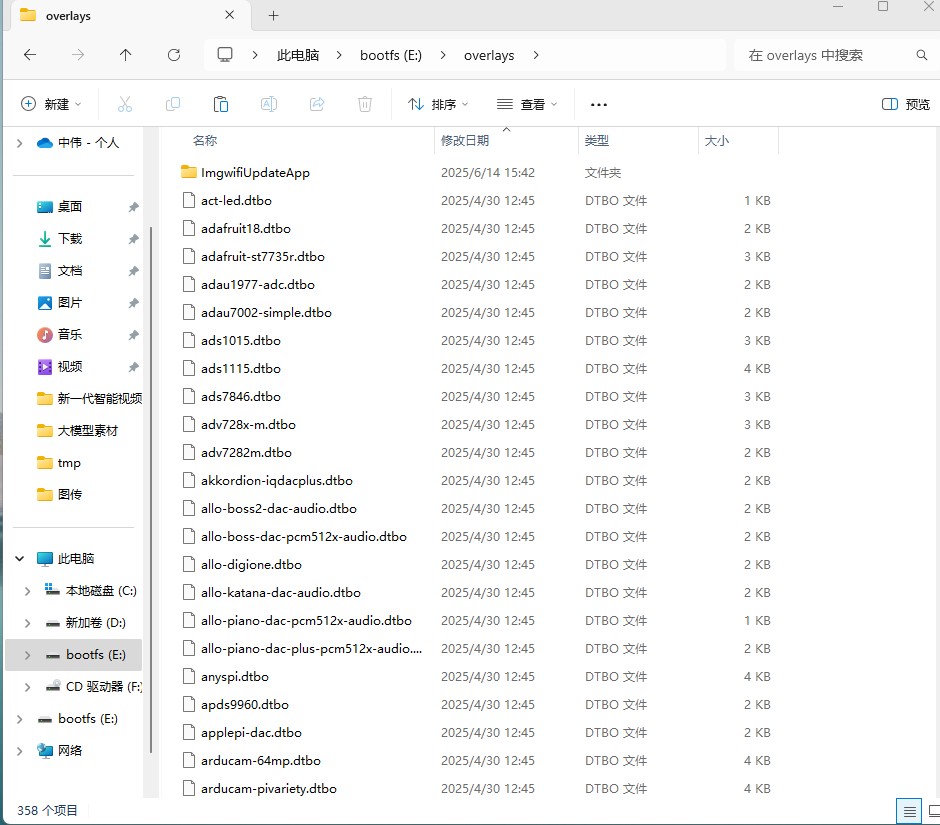 overlays
此电脑 bootfs (E:) overlays 在 overlays 中搜索
新建 排序 查看 预览
名称 修改日期 类型 大小
中伟 - 个人
桌面
下载
文档
图片
音乐
视频
新一代智能视频
大模型素材
tmp
图传
此电脑
本地磁盘 (C:)
新加卷 (D:)
bootfs (E:)
CD 驱动器 (F:)
bootfs (E:)
网络
ImgwifiUpdateApp 2025/6/14 15:42 文件夹
act-led.dtbo 2025/4/30 12:45 DTBO 文件 1 KB
adafruit18.dtbo 2025/4/30 12:45 DTBO 文件 2 KB
adafruit-st7735r.dtbo 2025/4/30 12:45 DTBO 文件 3 KB
adau1977-adc.dtbo 2025/4/30 12:45 DTBO 文件 2 KB
adau7002-simple.dtbo 2025/4/30 12:45 DTBO 文件 2 KB
ads1015.dtbo 2025/4/30 12:45 DTBO 文件 3 KB
ads1115.dtbo 2025/4/30 12:45 DTBO 文件 4 KB
ads7846.dtbo 2025/4/30 12:45 DTBO 文件 3 KB
adv728x-m.dtbo 2025/4/30 12:45 DTBO 文件 3 KB
adv7282m.dtbo 2025/4/30 12:45 DTBO 文件 2 KB
akkordion-iqdacplus.dtbo 2025/4/30 12:45 DTBO 文件 2 KB
allo-boss2-dac-audio.dtbo 2025/4/30 12:45 DTBO 文件 2 KB
allo-boss-dac-pcm512x-audio.dtbo 2025/4/30 12:45 DTBO 文件 2 KB
allo-digione.dtbo 2025/4/30 12:45 DTBO 文件 2 KB
allo-katana-dac-audio.dtbo 2025/4/30 12:45 DTBO 文件 2 KB
allo-piano-dac-pcm512x-audio.dtbo 2025/4/30 12:45 DTBO 文件 1 KB
allo-piano-dac-plus-pcm512x-audio.... 2025/4/30 12:45 DTBO 文件 2 KB
anyspi.dtbo 2025/4/30 12:45 DTBO 文件 4 KB
apds9960.dtbo 2025/4/30 12:45 DTBO 文件 2 KB
applepi-dac.dtbo 2025/4/30 12:45 DTBO 文件 2 KB
arducam-64mp.dtbo 2025/4/30 12:45 DTBO 文件 4 KB
arducam-pivariety.dtbo 2025/4/30 12:45 DTBO 文件 4 KB
358 个项目